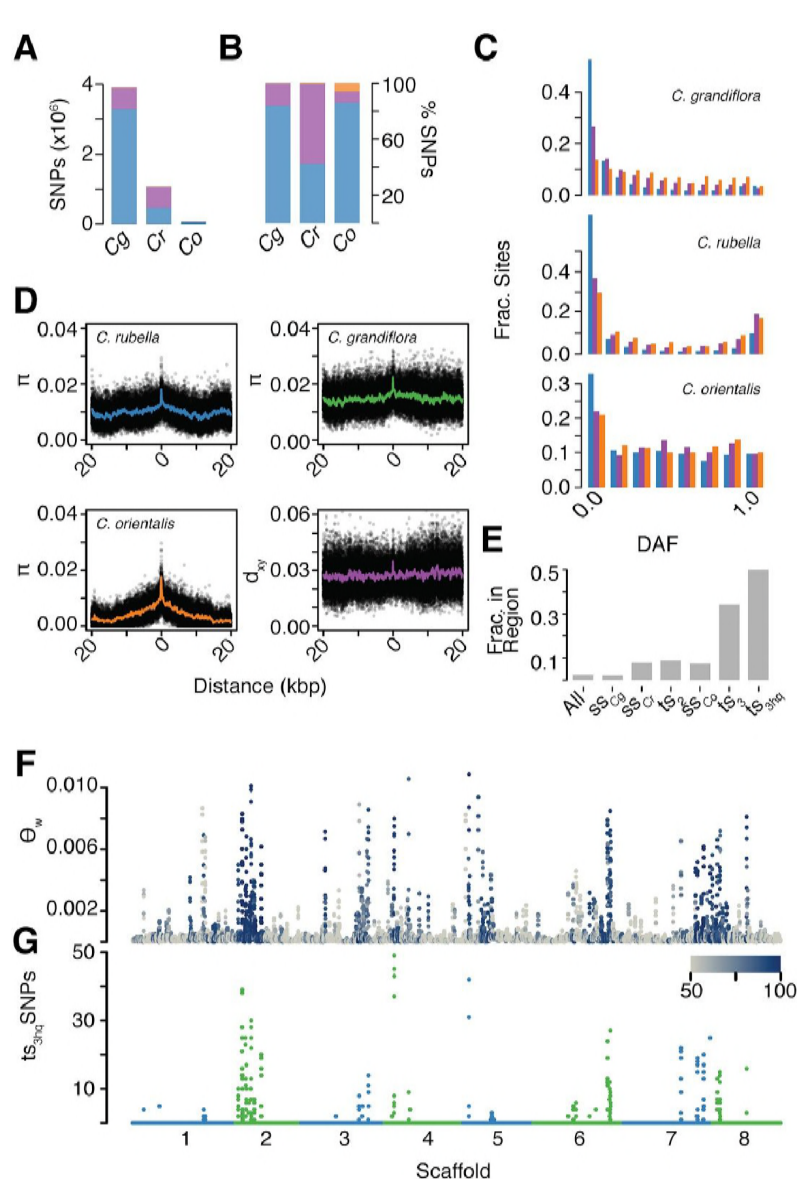 A
B
C
SNPs (x10⁶)
4
2
0
Cg
Cr
Co
100
60
20
% SNPs
Cg
Cr
Co
Frac. Sites
C. grandiflora
0.4
0.2
0.0
C. rubella
0.4
0.2
0.0
C. orientalis
0.3
0.2
0.1
0.0
0.0
1.0
DAF
D
C. rubella
π
0.04
0.02
0.00
20
0
20
C. grandiflora
π
0.04
0.02
0.00
20
0
20
C. orientalis
π
0.04
0.02
0.00
20
0
20
dxy
0.06
0.03
0.00
20
0
20
Distance (kbp)
E
Frac. in
Region
0.5
0.3
0.1
All
ssCg
ssCr
ts2
ssCo
ts3
ts3hq
F
Θw
0.010
0.006
0.002
G
ts3hqSNPs
50
30
10
50
100
1
2
3
4
5
6
7
8
Scaffold